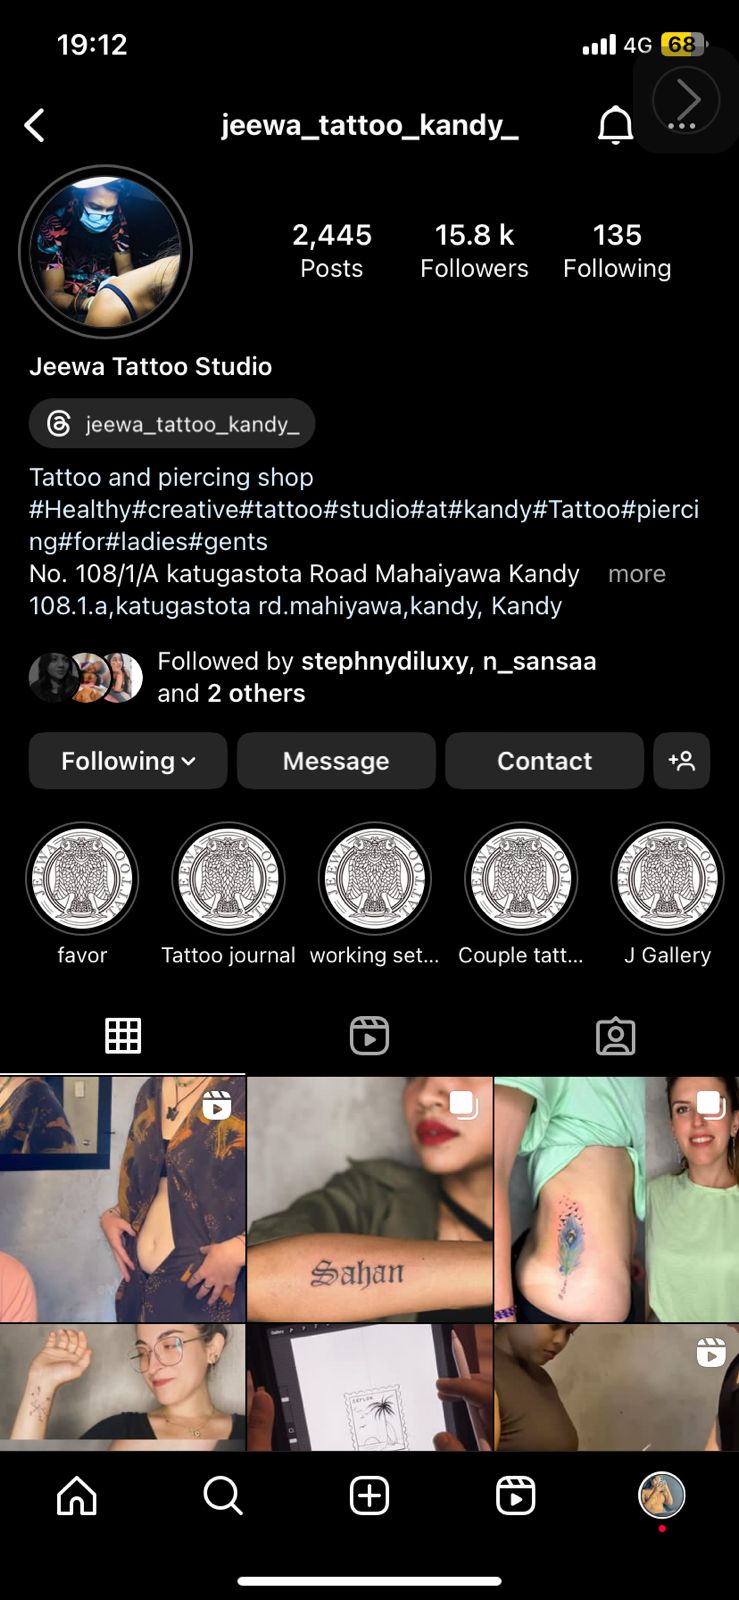 19:12
4G 68
jeewa_tattoo_kandy_
2,445
Posts
15.8 k
Followers
135
Following
Jeewa Tattoo Studio
jeewa_tattoo_kandy_
Tattoo and piercing shop
#Healthy#creative#tattoo#studio#at#kandy#Tattoo#pierci
ng#for#ladies#gents
No. 108/1/A katugastota Road Mahaiyawa Kandy more
108.1.a,katugastota rd.mahiyawa,kandy, Kandy
Followed by stephnydiluxy, n_sansaa
and 2 others
Following
Message
Contact
favor
Tattoo journal
working set...
Couple tatt...
J Gallery
Sahan